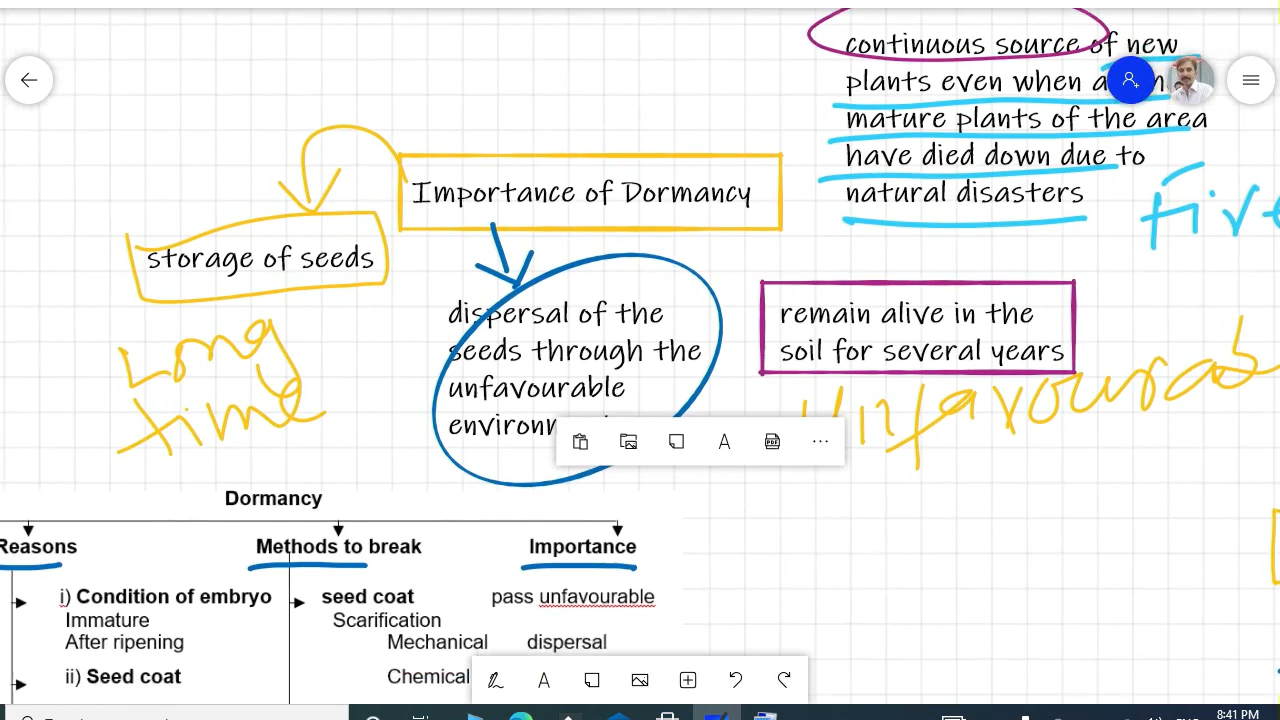 continuous source of new
plants even when
mature plants of the area
have died down due to
natural disasters
Importance of Dormancy
storage of seeds
Long
time
dispersal of the
seeds through the
unfavourable
remain alive in the
soil for several years
Dormancy
Reasons
Methods to break
Importance
i) Condition of embryo
seed coat
pass unfavourable
Immature
Scarification
After ripening
Mechanical
dispersal
ii) Seed coat
Chemical
PDF
8:41 PM